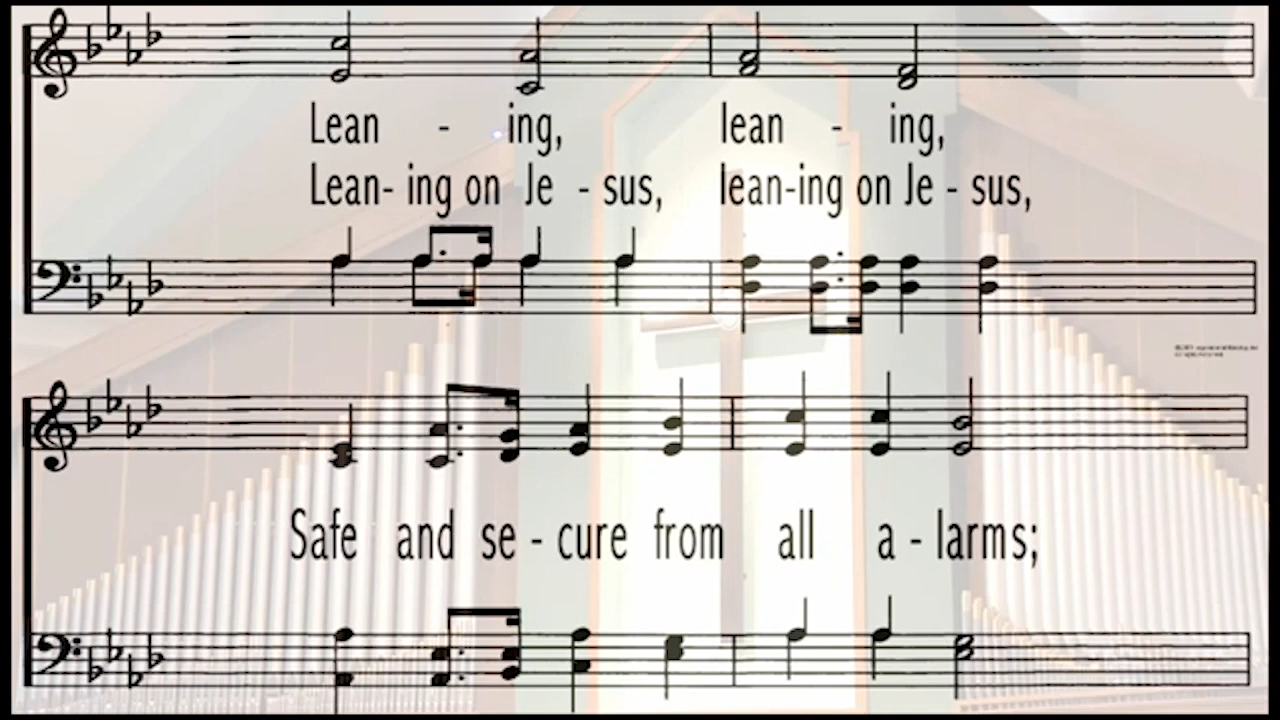 Lean - ing, lean - ing,
Lean- ing on Je - sus, lean-ing on Je - sus,
Safe and se - cure from all a - larms;